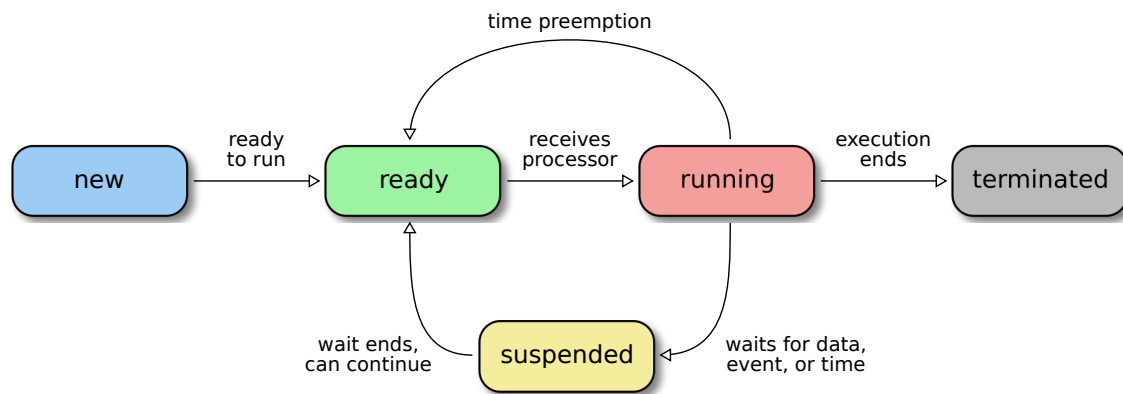 time preemption
ready
to run
receives
processor
execution
ends
new
ready
running
terminated
wait ends,
can continue
suspended
waits for data,
event, or time